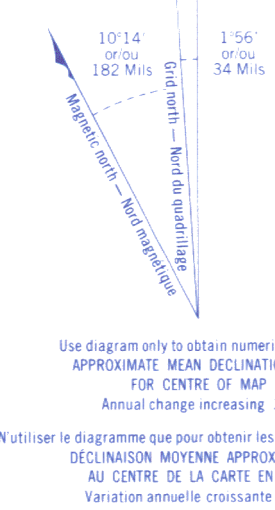 10°14'
or/ou
182 Mils
1°56'
or/ou
34 Mils
Magnetic north — Nord magnétique
Grid north — Nord du quadrillage
Use diagram only to obtain numeri
APPROXIMATE MEAN DECLINATI
FOR CENTRE OF MAP
Annual change increasing
N'utiliser le diagramme que pour obtenir les
DÉCLINAISON MOYENNE APPROX
AU CENTRE DE LA CARTE EN
Variation annuelle croissante